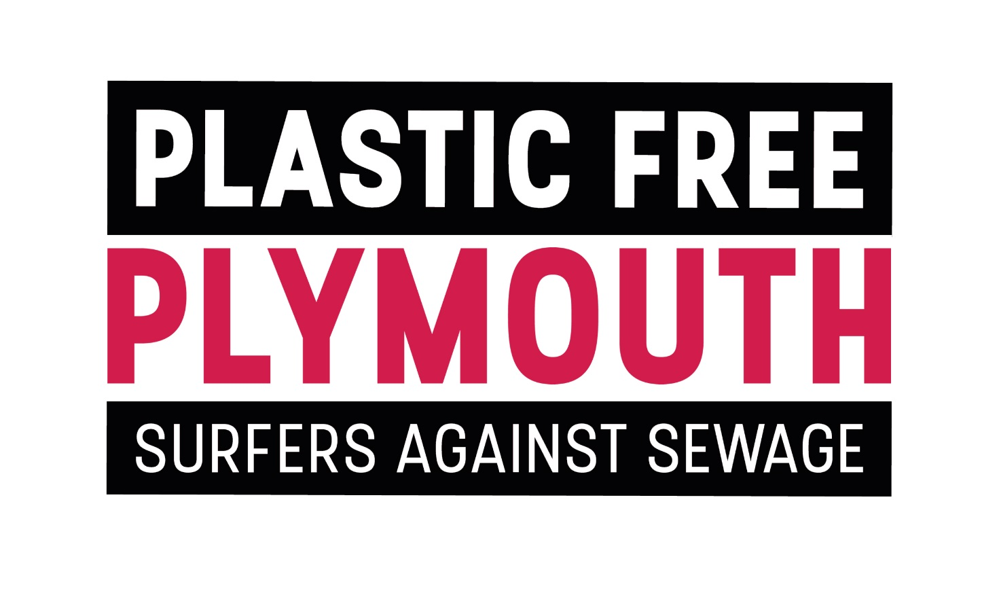 PLASTIC FREE
PLYMOUTH
SURFERS AGAINST SEWAGE